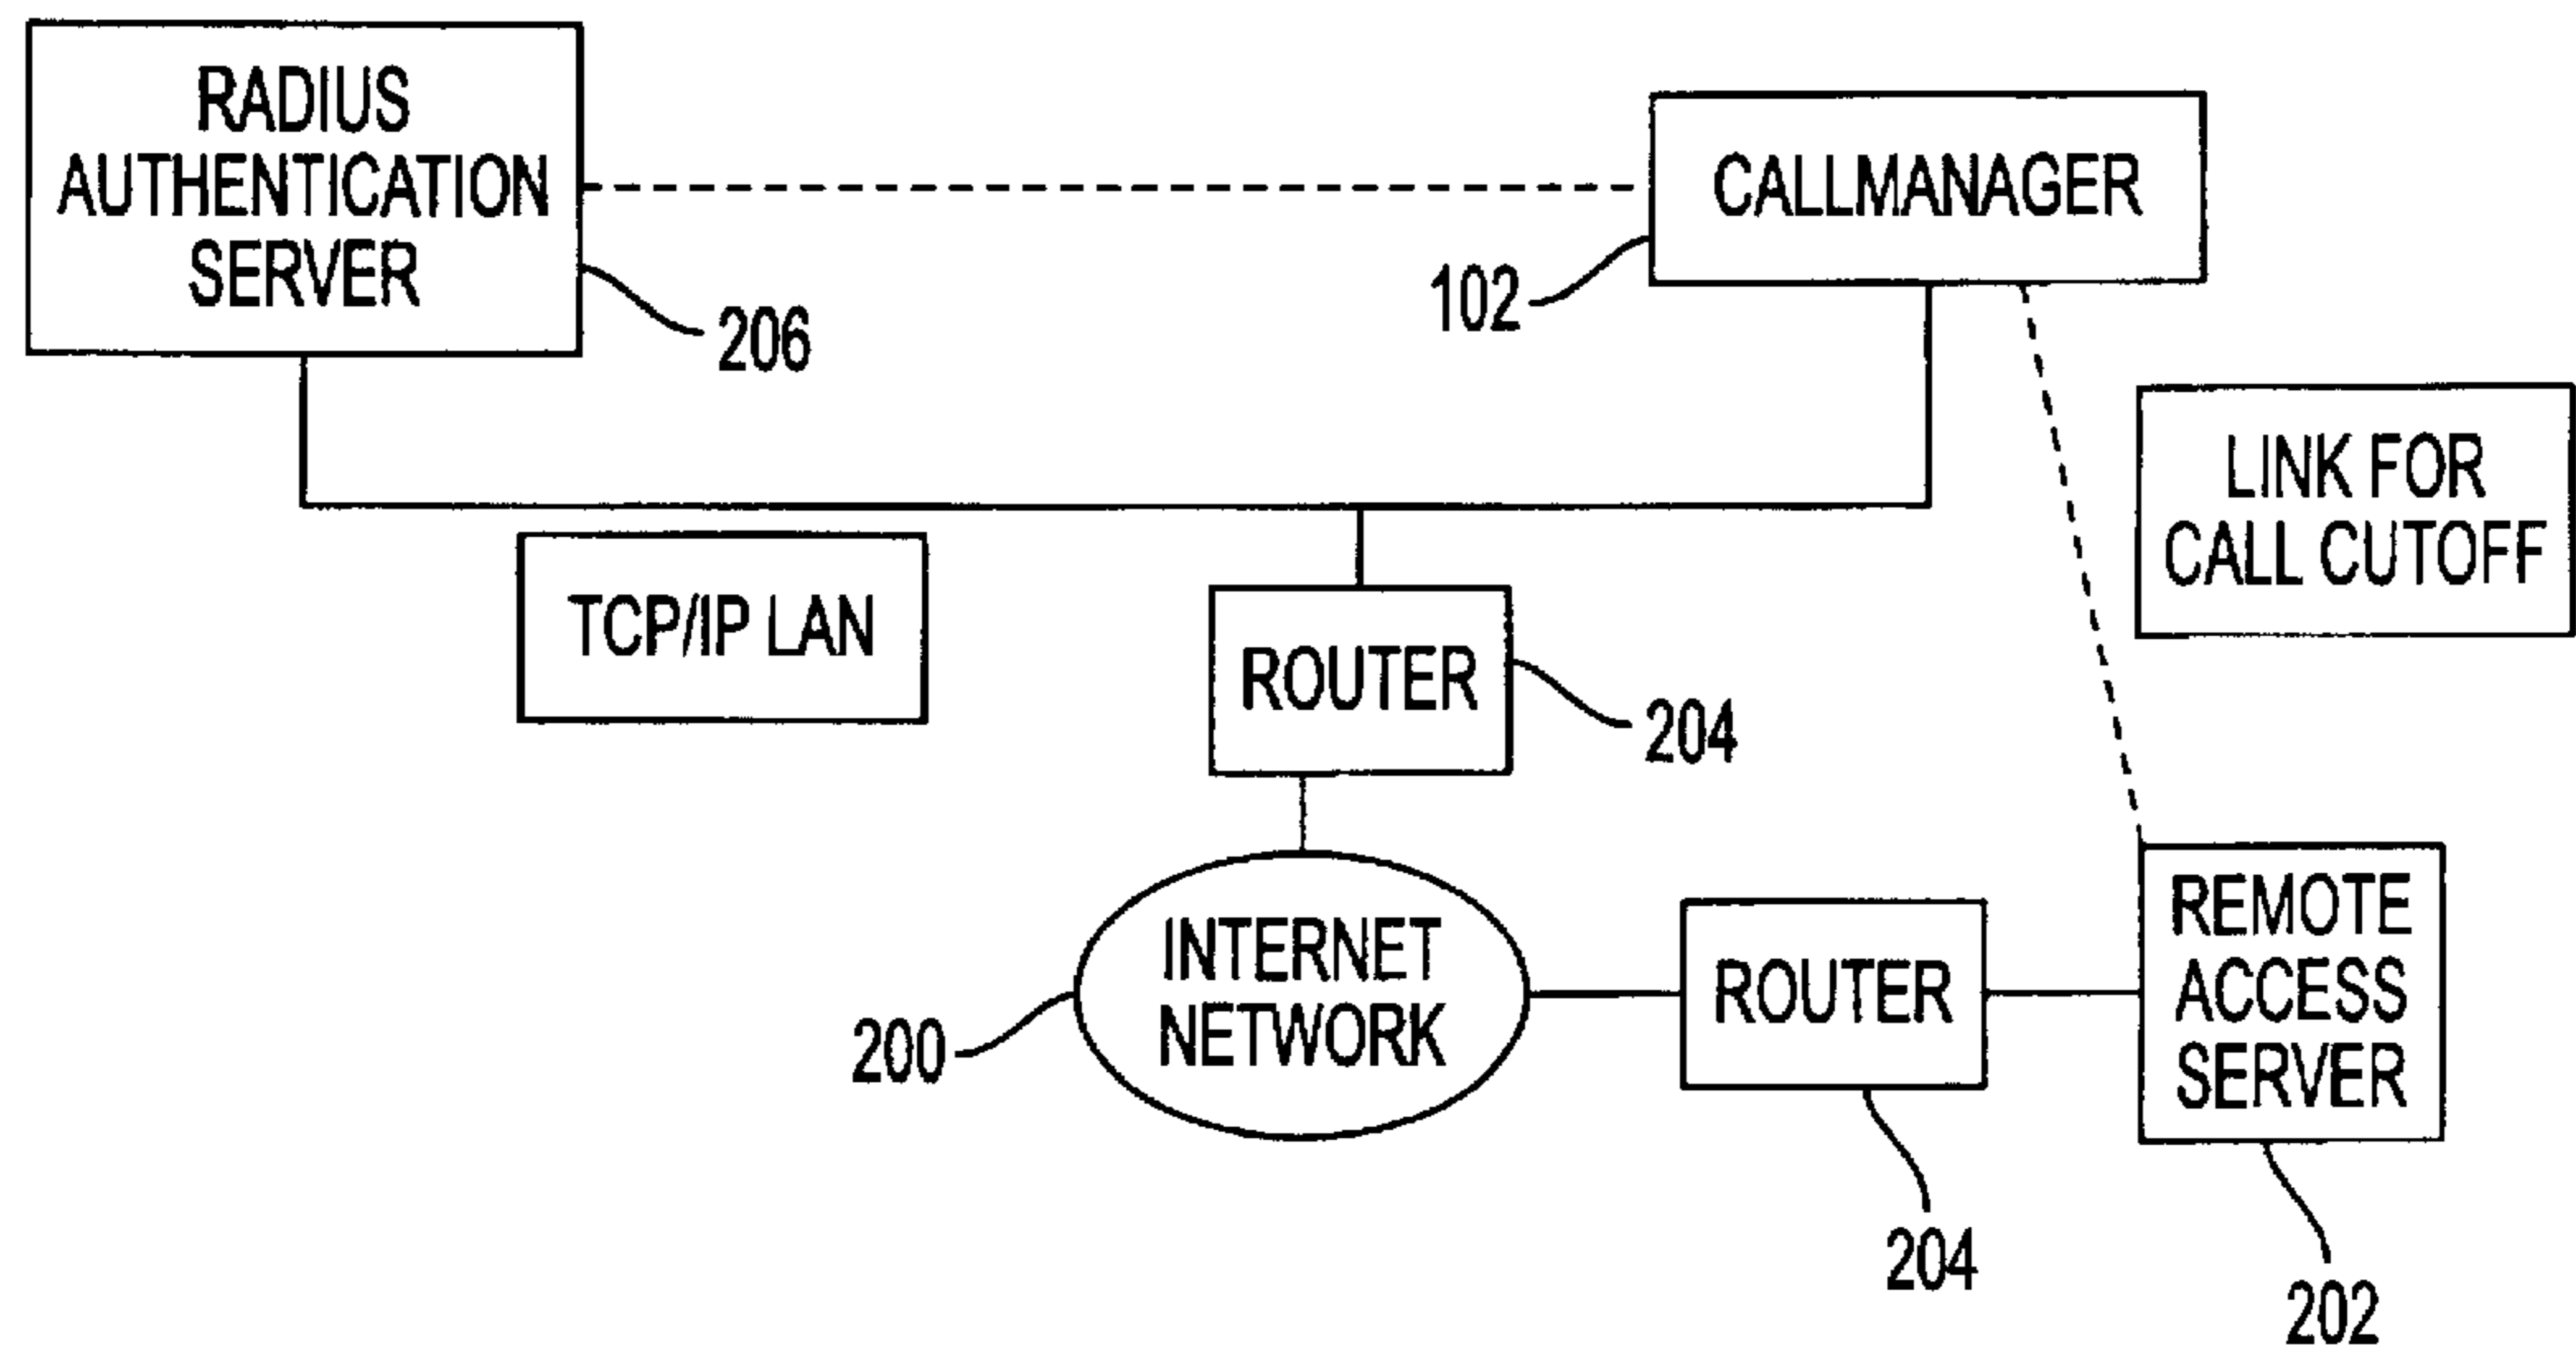 RADIUS
AUTHENTICATION
SERVER
206
CALLMANAGER
102
LINK FOR
CALL CUTOFF
TCP/IP LAN
ROUTER
204
INTERNET
NETWORK
200
ROUTER
204
REMOTE
ACCESS
SERVER
202